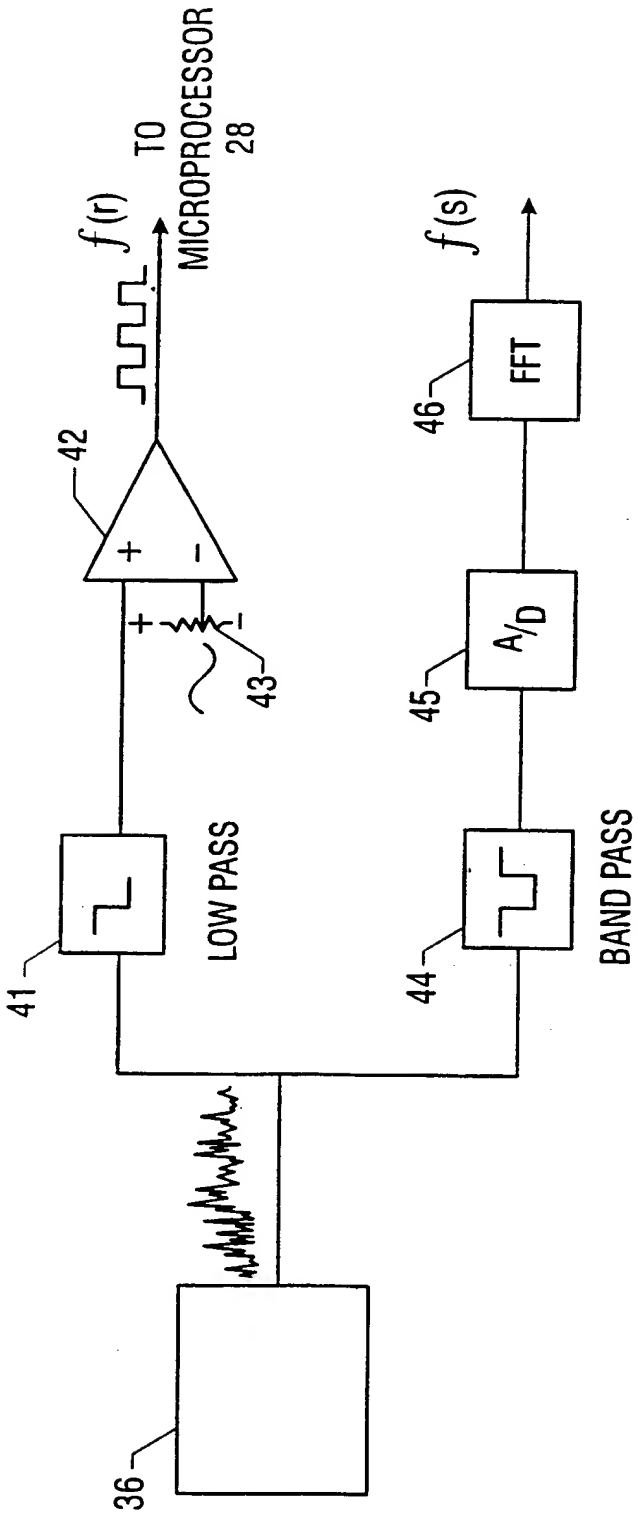 36
41
LOW PASS
42
+
−
+
−
43
f(r)
TO
MICROPROCESSOR
28
44
BAND PASS
45
A/D
46
FFT
f(s)